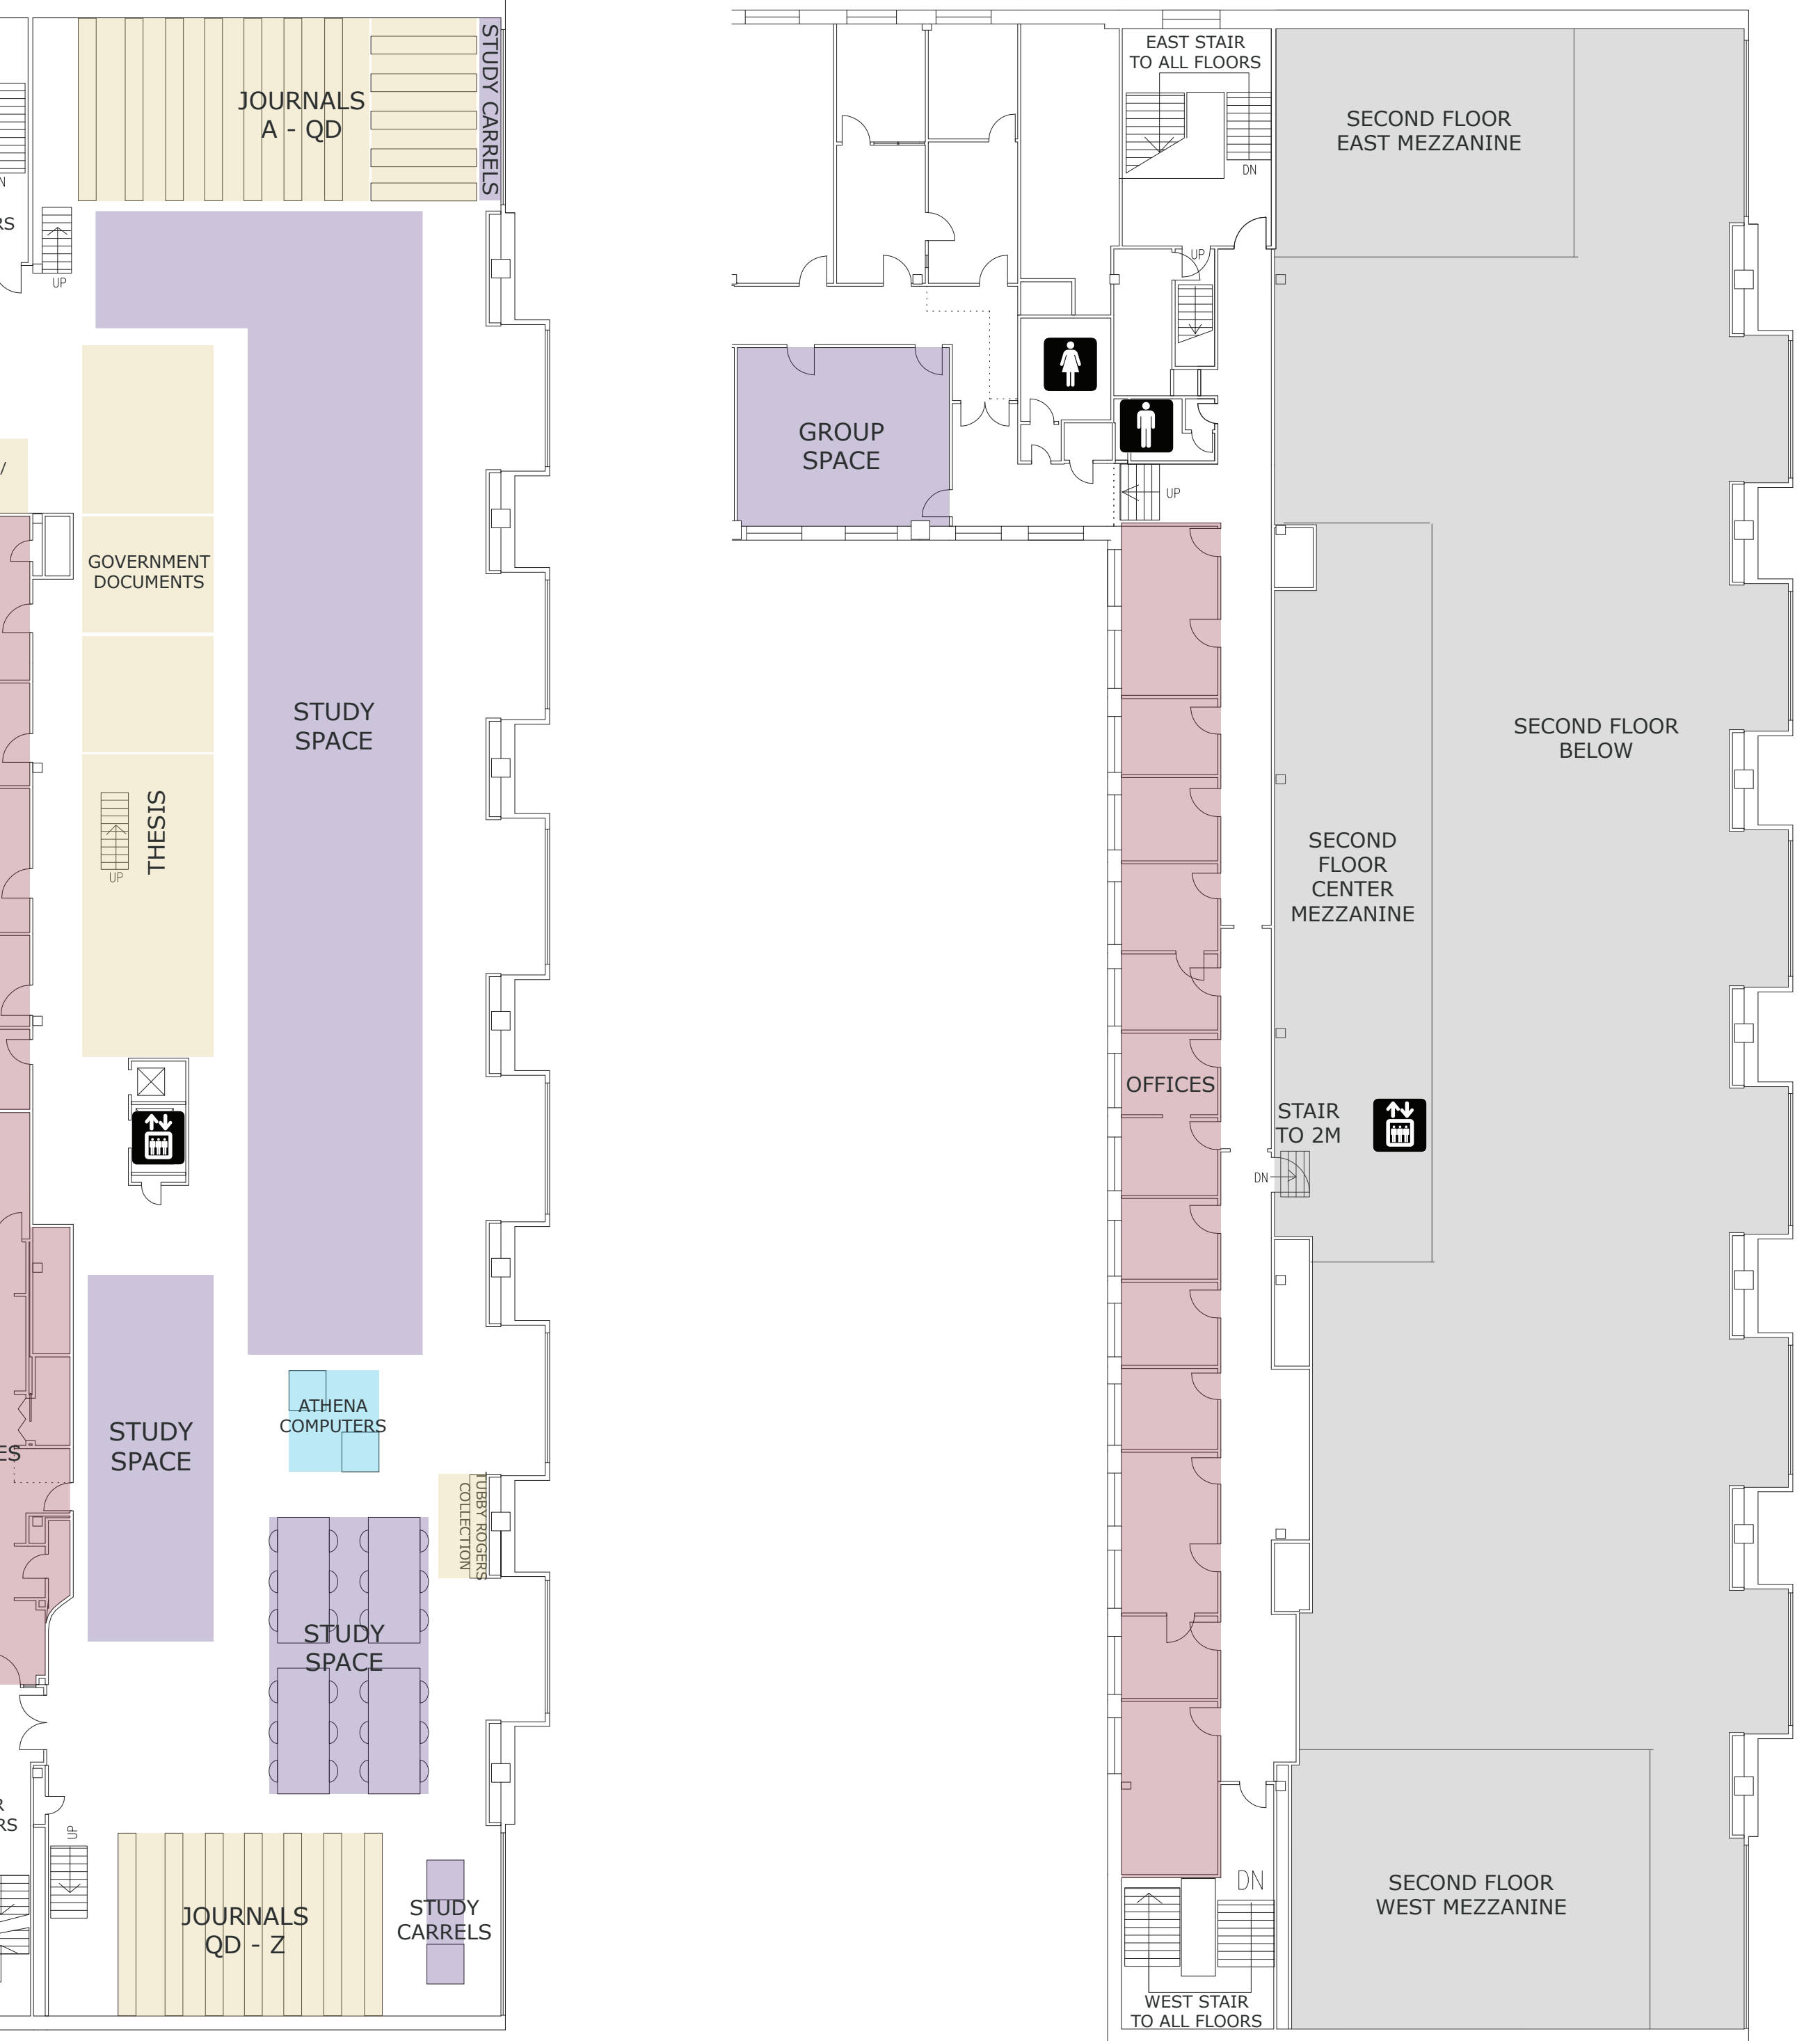 JOURNALS
A - QD
STUDY CARRELS
N
RS
UP
/
GOVERNMENT
DOCUMENTS
STUDY
SPACE
THESIS
UP
STUDY
SPACE
ATHENA
COMPUTERS
ES
TUBBY ROGERS
COLLECTION
STUDY
SPACE
R
RS
UP
JOURNALS
QD - Z
STUDY
CARRELS
EAST STAIR
TO ALL FLOORS
DN
UP
SECOND FLOOR
EAST MEZZANINE
GROUP
SPACE
UP
SECOND FLOOR
BELOW
SECOND
FLOOR
CENTER
MEZZANINE
OFFICES
STAIR
TO 2M
DN
SECOND FLOOR
WEST MEZZANINE
DN
WEST STAIR
TO ALL FLOORS